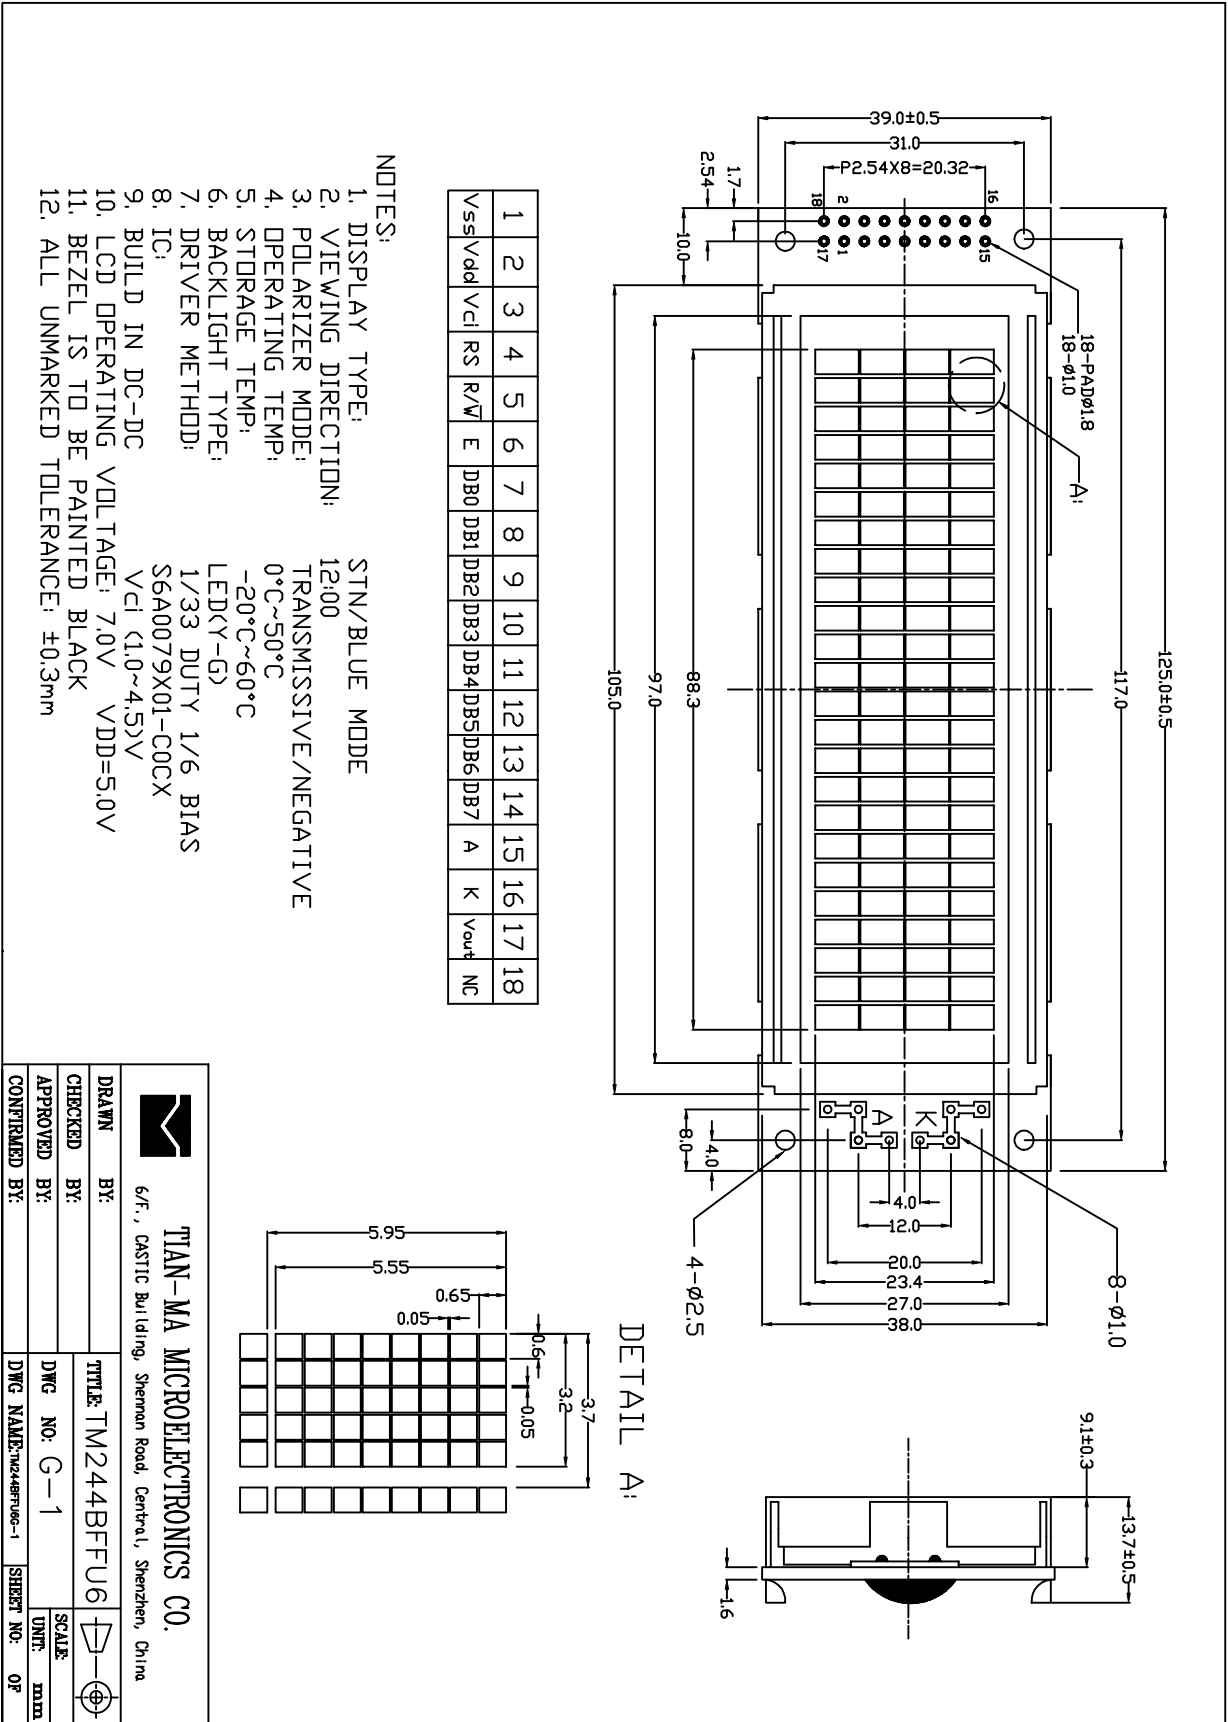 39.0±0.5
31.0
P2.54X8=20.32
1.7
2.54
10.0
18
2
16
17
1
15
18-PADø1.8
18-ø1.0
A:
125.0±0.5
117.0
88.3
97.0
105.0
K
A
8.0
4.0
4.0
12.0
20.0
23.4
27.0
38.0
4-ø2.5
8-ø1.0
9.1±0.3
13.7±0.5
1.6
1 2 3 4 5 6 7 8 9 10 11 12 13 14 15 16 17 18
Vss Vdd Vci RS R/W̅ E DB0 DB1 DB2 DB3 DB4 DB5 DB6 DB7 A K Vout NC
DETAIL A:
5.95
5.55
0.65
0.05
0.6
0.05
3.2
3.7
NOTES:
1. DISPLAY TYPE: STN/BLUE MODE
2. VIEWING DIRECTION: 12:00
3. POLARIZER MODE: TRANSMISSIVE/NEGATIVE
4. OPERATING TEMP: 0°C~50°C
5. STORAGE TEMP: -20°C~60°C
6. BACKLIGHT TYPE: LED(Y-G)
7. DRIVER METHOD: 1/33 DUTY 1/6 BIAS
8. IC: S6A0079X01-C0CX
9. BUILD IN DC-DC Vci (1.0~4.5)V
10. LCD OPERATING VOLTAGE: 7.0V VDD=5.0V
11. BEZEL IS TO BE PAINTED BLACK
12. ALL UNMARKED TOLERANCE: ±0.3mm
TIAN-MA MICROELECTRONICS CO.
6/F., CASTIC Building, Shennan Road, Central, Shenzhen, China
DRAWN BY:
CHECKED BY:
APPROVED BY:
CONFIRMED BY:
TITLE: TM244BFFU6
DWG NO: G-1
DWG NAME: TM244BFFU6G-1
SCALE:
UNIT: mm
SHEET NO: OF